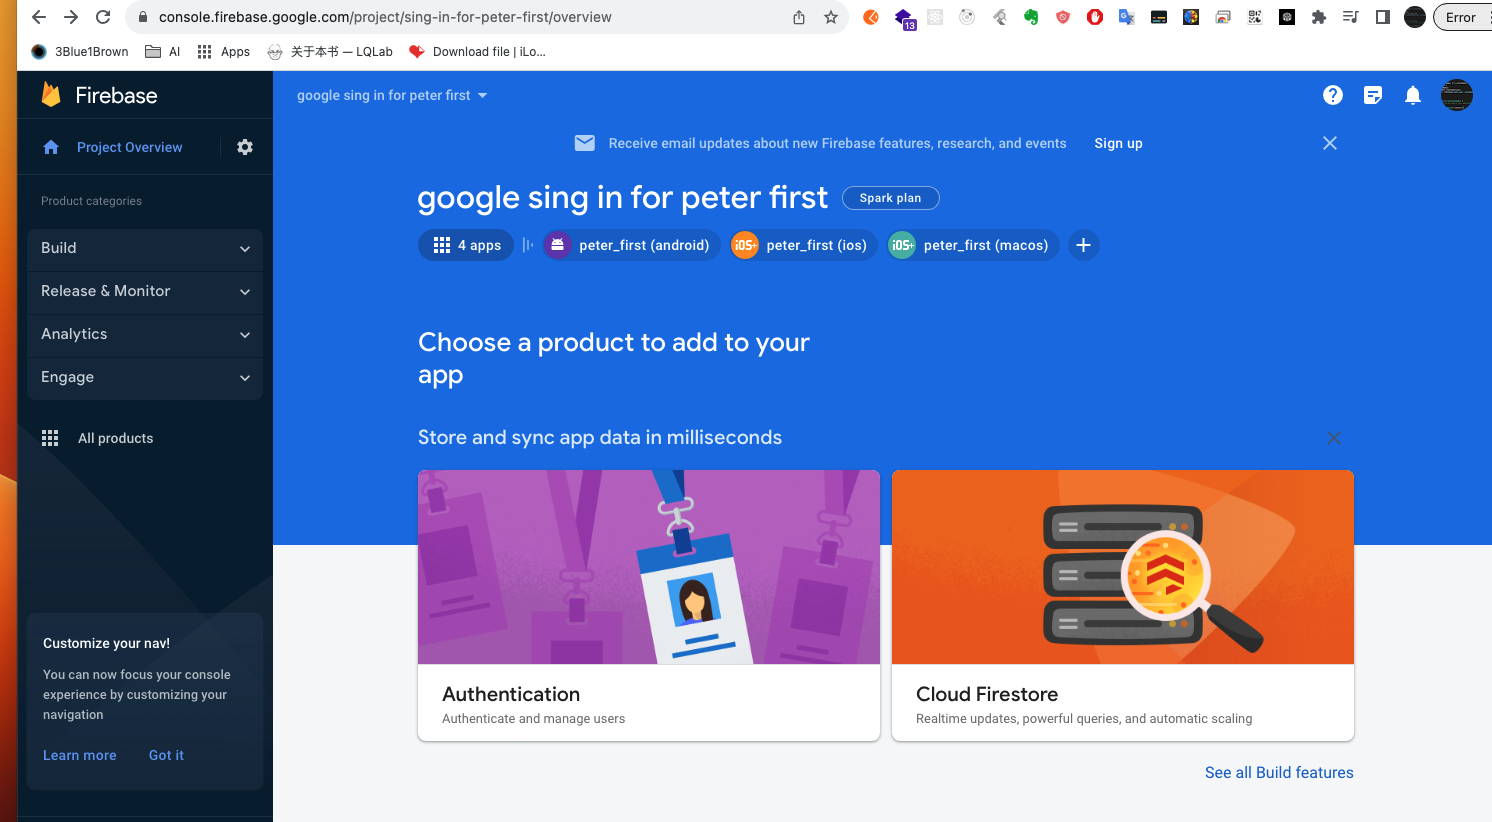 console.firebase.google.com/project/sing-in-for-peter-first/overview
13
Error
3Blue1Brown
AI
Apps
关于本书 — LQLab
Download file | iLo...
Firebase
google sing in for peter first
Project Overview
Receive email updates about new Firebase features, research, and events
Sign up
Product categories
google sing in for peter first
Spark plan
Build
4 apps
peter_first (android)
iOS+
peter_first (ios)
iOS+
peter_first (macos)
Release & Monitor
Analytics
Engage
Choose a product to add to your
app
All products
Store and sync app data in milliseconds
Customize your nav!
You can now focus your console
experience by customizing your
navigation
Learn more
Got it
Authentication
Authenticate and manage users
Cloud Firestore
Realtime updates, powerful queries, and automatic scaling
See all Build features